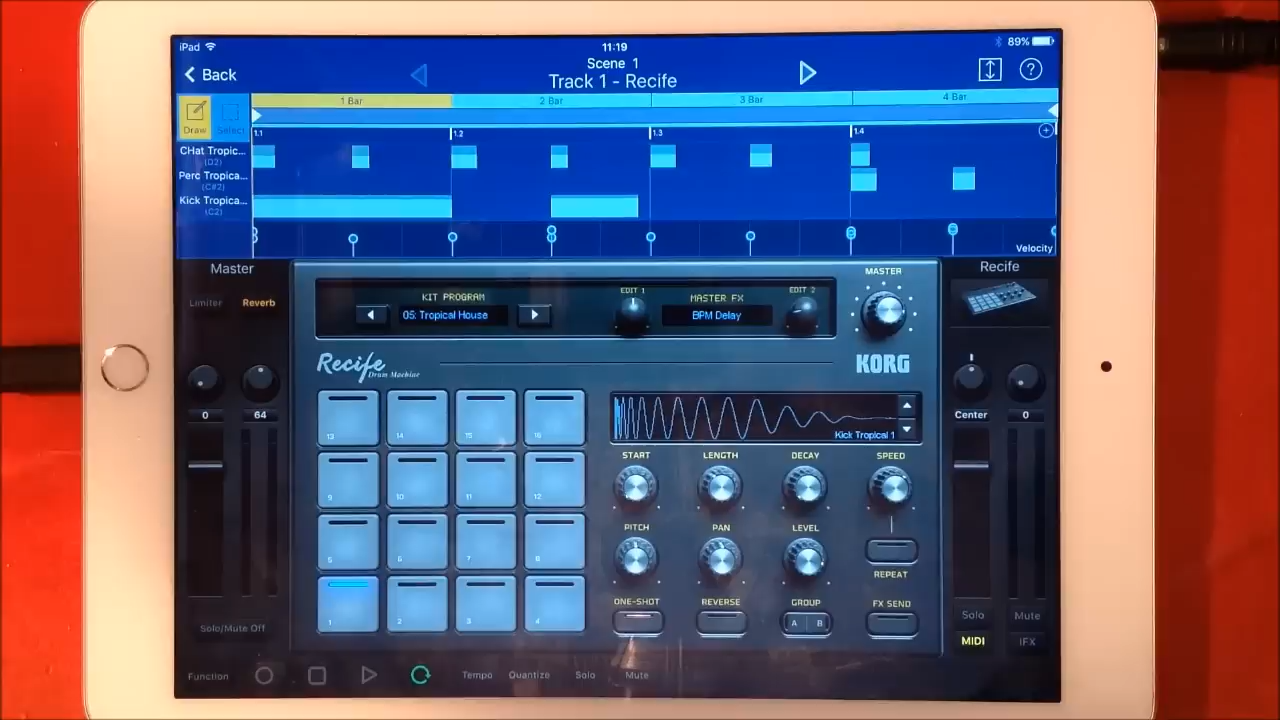 iPad
11:19
89%
Back
Scene 1
Track 1 - Recife
?
1 Bar
2 Bar
3 Bar
4 Bar
Draw
Select
1.1
1.2
1.3
1.4
CHat Tropic...
(D2)
Perc Tropica...
(C#2)
Kick Tropica...
(C2)
Velocity
Master
Recife
Limiter
Reverb
KIT PROGRAM
05: Tropical House
EDIT 1
MASTER FX
BPM Delay
EDIT 2
MASTER
Recife
Drum Machine
KORG
13
14
15
16
Kick Tropical 1
9
10
11
12
START
LENGTH
DECAY
SPEED
0
64
Center
0
5
6
7
8
PITCH
PAN
LEVEL
REPEAT
1
2
3
4
ONE-SHOT
REVERSE
GROUP
A
B
FX SEND
Solo/Mute Off
Solo
Mute
MIDI
IFX
Function
Tempo
Quantize
Solo
Mute